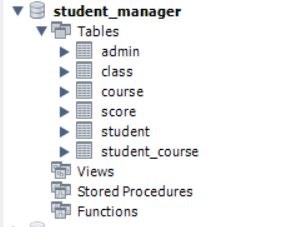 student_manager
Tables
admin
class
course
score
student
student_course
Views
Stored Procedures
Functions